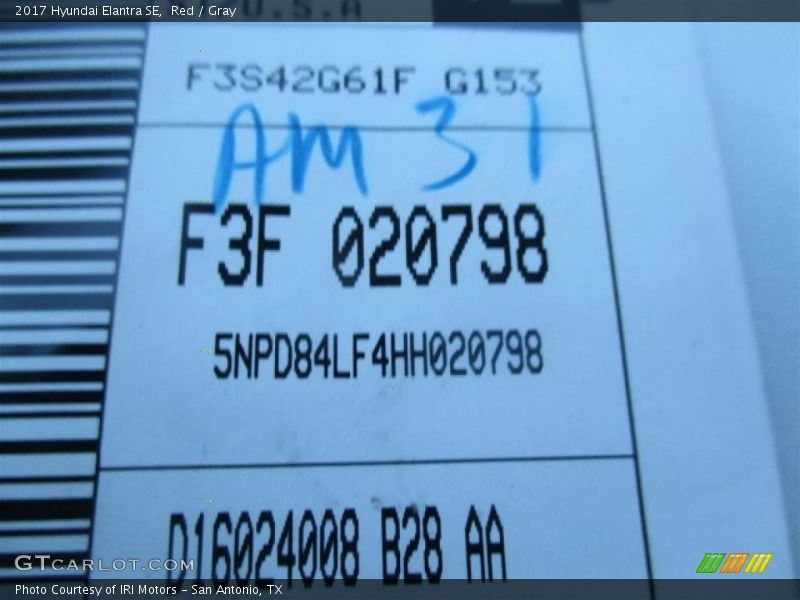 2017 Hyundai Elantra SE,  Red / Gray
U.S.A
F3S42G61F G153
AM 31
F3F 020798
5NPD84LF4HH020798
D16024008 B28 AA
GTCARLOT.COM
Photo Courtesy of IRI Motors – San Antonio, TX